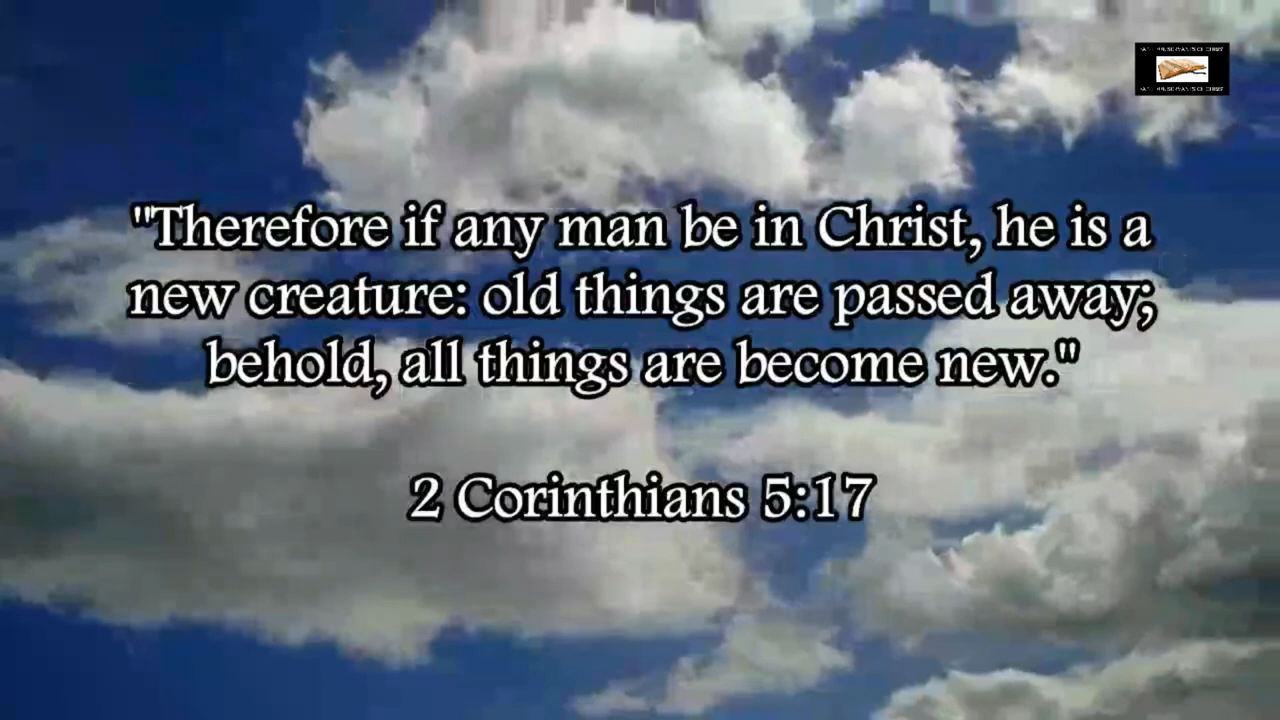 "Therefore if any man be in Christ, he is a
new creature: old things are passed away;
behold, all things are become new."
2 Corinthians 5:17